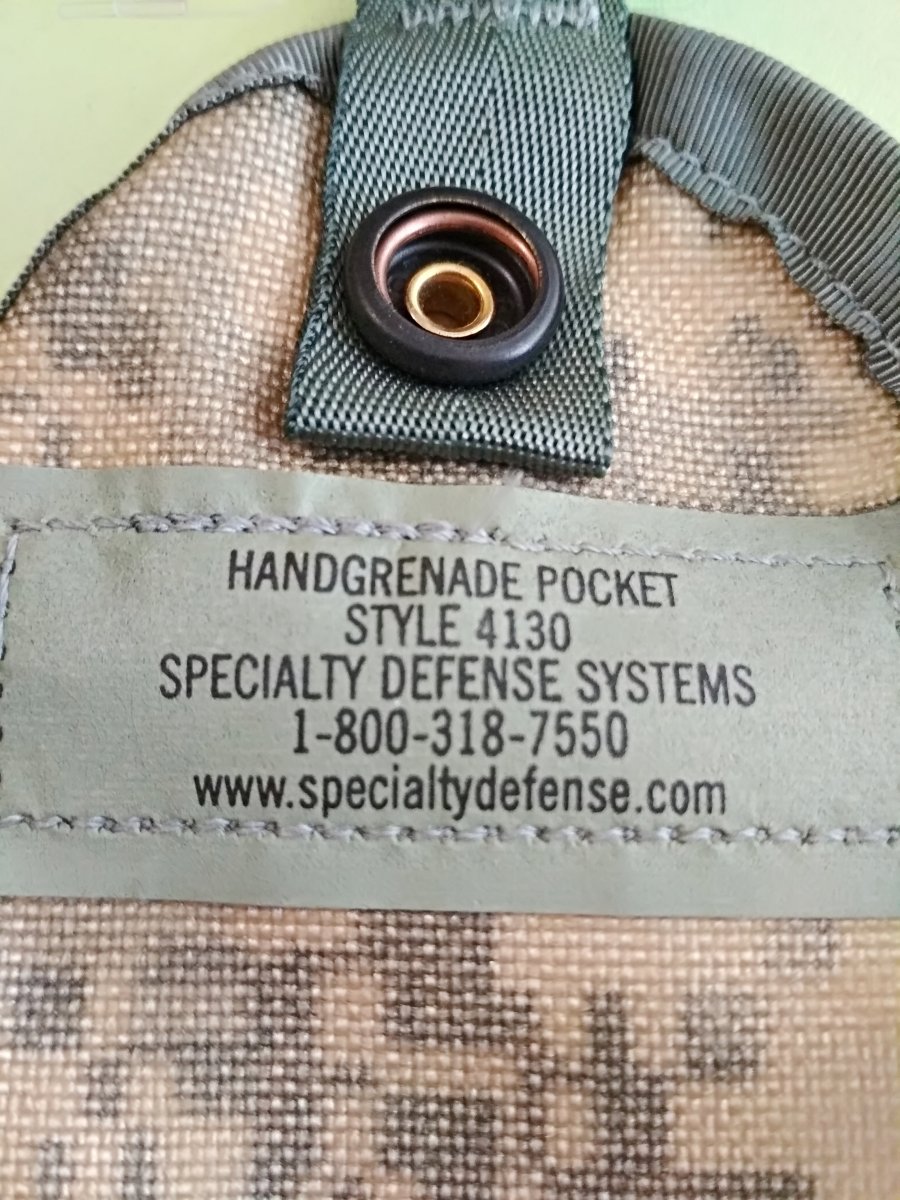 HANDGRENADE POCKET
STYLE 4130
SPECIALTY DEFENSE SYSTEMS
1-800-318-7550
www.specialtydefense.com